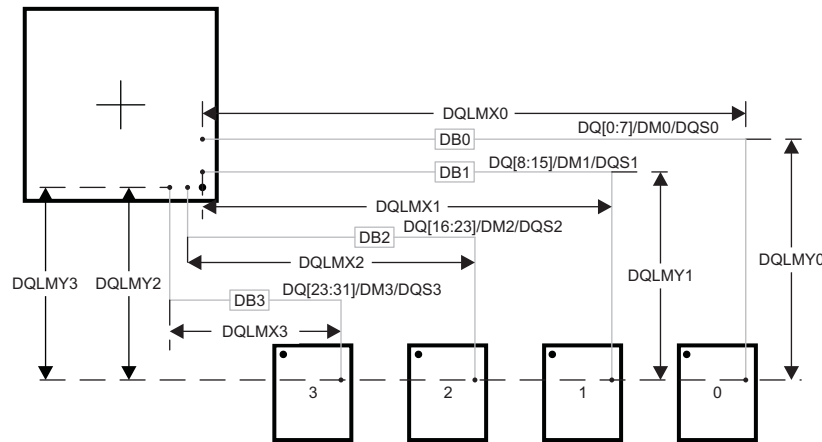 DQLMX0
DQ[0:7]/DM0/DQS0
DB0
DQ[8:15]/DM1/DQS1
DB1
DQLMX1
DQ[16:23]/DM2/DQS2
DB2
DQLMY0
DQLMX2
DQLMY1
DQLMY3
DQLMY2
DQ[23:31]/DM3/DQS3
DB3
DQLMX3
3
2
1
0